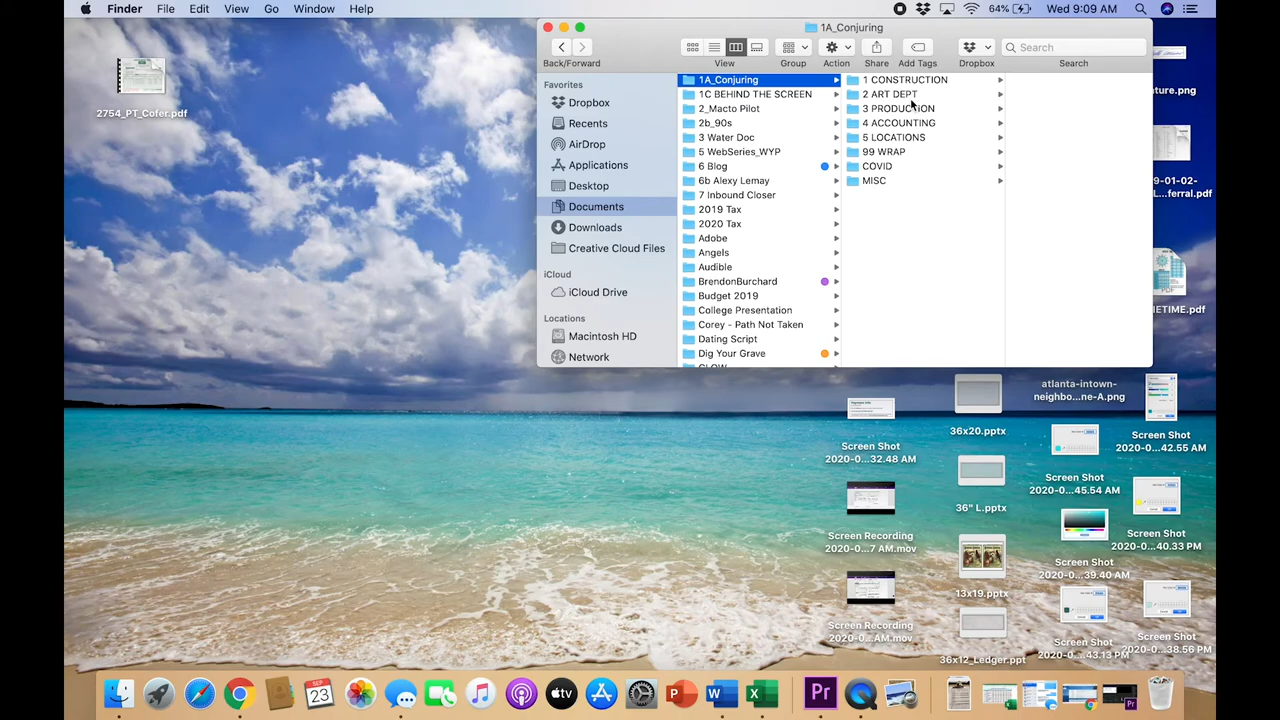 Finder File Edit View Go Window Help
64% Wed 9:09 AM
1A_Conjuring
Search
Back/Forward View Group Action Share Add Tags Dropbox Search
Favorites
Dropbox
Recents
AirDrop
Applications
Desktop
Documents
Downloads
Creative Cloud Files
iCloud
iCloud Drive
Locations
Macintosh HD
Network
1A_Conjuring
1C BEHIND THE SCREEN
2_Macto Pilot
2b_90s
3 Water Doc
5 WebSeries_WYP
6 Blog
6b Alexy Lemay
7 Inbound Closer
2019 Tax
2020 Tax
Adobe
Angels
Audible
BrendonBurchard
Budget 2019
College Presentation
Corey - Path Not Taken
Dating Script
Dig Your Grave
GLOW
1 CONSTRUCTION
2 ART DEPT
3 PRODUCTION
4 ACCOUNTING
5 LOCATIONS
99 WRAP
COVID
MISC
2754_PT_Cofer.pdf
ature.png
9-01-02-
L...ferral.pdf
IETIME.pdf
atlanta-intown-
neighbo...ne-A.png
Screen Shot
2020-0...32.48 AM
36x20.pptx
Screen Shot
2020-0...42.55 AM
Screen Shot
2020-0...45.54 AM
36" L.pptx
Screen Recording
2020-0...7 AM.mov
Screen Shot
2020-0...40.33 PM
Screen Shot
2020-0...39.40 AM
13x19.pptx
Screen Recording
2020-0...AM.mov
Screen Shot
2020-0...43.13 PM
Screen Shot
2020-0...38.56 PM
36x12_Ledger.ppt
SEP
23
tv
P
W
X
Pr
Pr